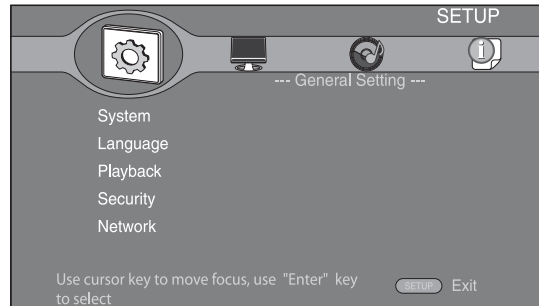 SETUP
--- General Setting ---
System
Language
Playback
Security
Network
Use cursor key to move focus, use "Enter" key
to select
SETUP Exit